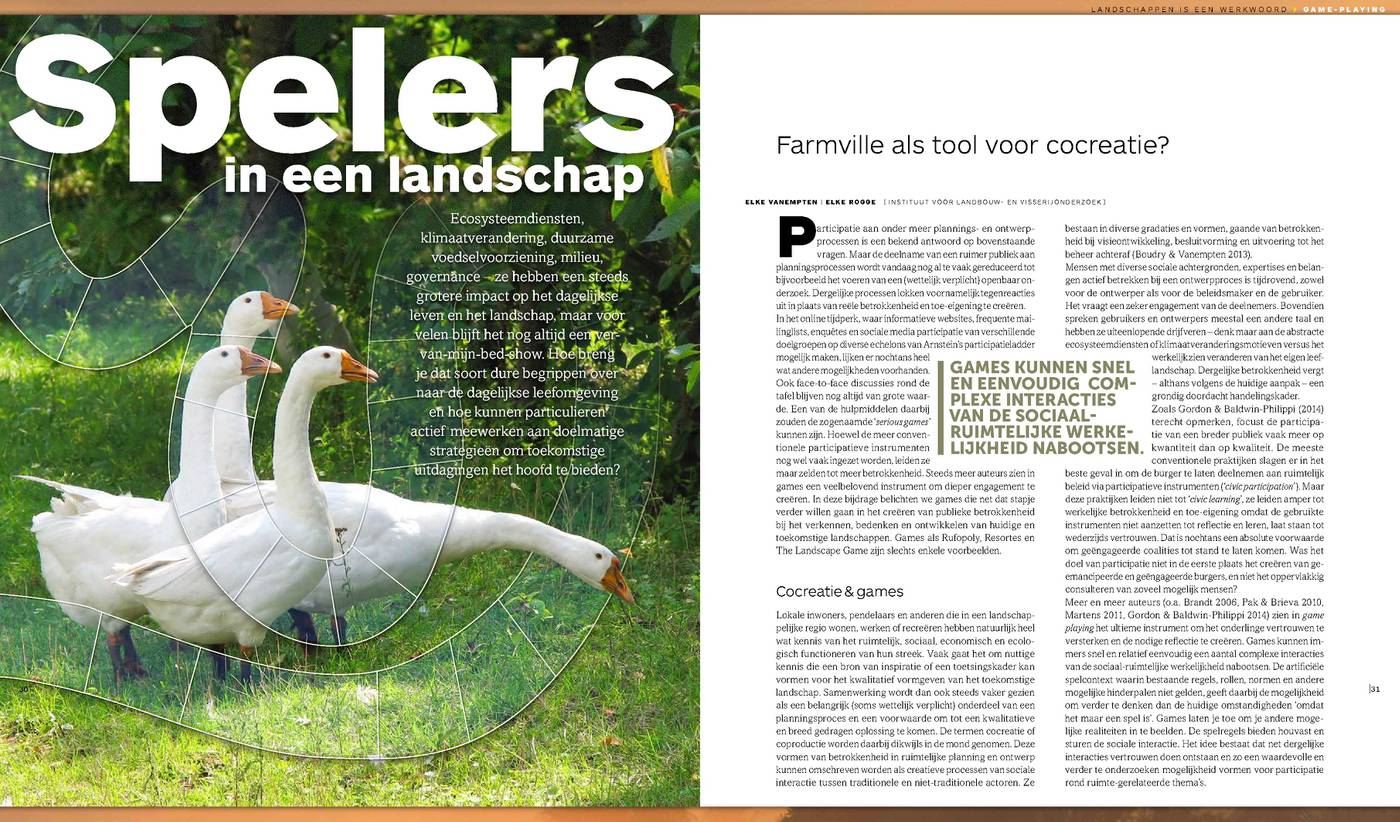 LANDSCHAPPEN IS EEN WERKWOORD / GAME-PLAYING
Spelers
in een landschap
Ecosysteemdiensten,
klimaatverandering, duurzame
voedselvoorziening, milieu,
governance – ze hebben een steeds
grotere impact op het dagelijkse
leven en het landschap, maar voor
velen blijft het nog altijd een ver-
van-mijn-bed-show. Hoe breng
je dat soort dure begrippen over
naar de dagelijkse leefomgeving
en hoe kunnen particulieren
actief meewerken aan doelmatige
strategieën om toekomstige
uitdagingen het hoofd te bieden?
30
Farmville als tool voor cocreatie?
ELKE VANEMPTEN | ELKE ROGGE [INSTITUUT VOOR LANDBOUW- EN VISSERIJONDERZOEK]
Participatie aan onder meer plannings- en ontwerp-
processen is een bekend antwoord op bovenstaande
vragen. Maar de deelname van een ruimer publiek aan
planningsprocessen wordt vandaag nog al te vaak gereduceerd tot
bijvoorbeeld het voeren van een (wettelijk verplicht) openbaar on-
derzoek. Dergelijke processen lokken voornamelijk tegenreacties
uit in plaats van reële betrokkenheid en toe-eigening te creëren.
In het online tijdperk, waar informatieve websites, frequente mai-
linglists, enquêtes en sociale media participatie van verschillende
doelgroepen op diverse echelons van Arnstein's participatieladder
mogelijk maken, lijken er nochtans heel
wat andere mogelijkheden voorhanden.
Ook face-to-face discussies rond de
tafel blijven nog altijd van grote waar-
de. Een van de hulpmiddelen daarbij
zouden de zogenaamde 'serious games'
kunnen zijn. Hoewel de meer conven-
tionele participatieve instrumenten
nog wel vaak ingezet worden, leiden ze
maar zelden tot meer betrokkenheid. Steeds meer auteurs zien in
games een veelbelovend instrument om dieper engagement te
creëren. In deze bijdrage belichten we games die net dat stapje
verder willen gaan in het creëren van publieke betrokkenheid
bij het verkennen, bedenken en ontwikkelen van huidige en
toekomstige landschappen. Games als Rufopoly, Resortes en
The Landscape Game zijn slechts enkele voorbeelden.
Cocreatie & games
Lokale inwoners, pendelaars en anderen die in een landschap-
pelijke regio wonen, werken of recreëren hebben natuurlijk heel
wat kennis van het ruimtelijk, sociaal, economisch en ecolo-
gisch functioneren van hun streek. Vaak gaat het om nuttige
kennis die een bron van inspiratie of een toetsingskader kan
vormen voor het kwalitatief vormgeven van het toekomstige
landschap. Samenwerking wordt dan ook steeds vaker gezien
als een belangrijk (soms wettelijk verplicht) onderdeel van een
planningsproces en een voorwaarde om tot een kwalitatieve
en breed gedragen oplossing te komen. De termen cocreatie of
coproductie worden daarbij dikwijls in de mond genomen. Deze
vormen van betrokkenheid in ruimtelijke planning en ontwerp
kunnen omschreven worden als creatieve processen van sociale
interactie tussen traditionele en niet-traditionele actoren. Ze
GAMES KUNNEN SNEL
EN EENVOUDIG COM-
PLEXE INTERACTIES
VAN DE SOCIAAL-
RUIMTELIJKE WERKE-
LIJKHEID NABOOTSEN.
bestaan in diverse gradaties en vormen, gaande van betrokken-
heid bij visieontwikkeling, besluitvorming en uitvoering tot het
beheer achteraf (Boudry & Vanempten 2013).
Mensen met diverse sociale achtergronden, expertises en belan-
gen actief betrekken bij een ontwerpproces is tijdrovend, zowel
voor de ontwerper als voor de beleidsmaker en de gebruiker.
Het vraagt een zeker engagement van de deelnemers. Bovendien
spreken gebruikers en ontwerpers meestal een andere taal en
hebben ze uiteenlopende drijfveren – denk maar aan de abstracte
ecosysteemdiensten of klimaatveranderingsmotieven versus het
werkelijk zien veranderen van het eigen leef-
landschap. Dergelijke betrokkenheid vergt
– althans volgens de huidige aanpak – een
grondig doordacht handelingskader.
Zoals Gordon & Baldwin-Philippi (2014)
terecht opmerken, focust de participa-
tie van een breder publiek vaak meer op
kwantiteit dan op kwaliteit. De meeste
conventionele praktijken slagen er in het
beste geval in om de burger te laten deelnemen aan ruimtelijk
beleid via participatieve instrumenten ('civic participation'). Maar
deze praktijken leiden niet tot 'civic learning', ze leiden amper tot
werkelijke betrokkenheid en toe-eigening omdat de gebruikte
instrumenten niet aanzetten tot reflectie en leren, laat staan tot
wederzijds vertrouwen. Dat is nochtans een absolute voorwaarde
om geëngageerde coalities tot stand te laten komen. Was het
doel van participatie niet in de eerste plaats het creëren van ge-
emancipeerde en geëngageerde burgers, en niet het oppervlakkig
consulteren van zoveel mogelijk mensen?
Meer en meer auteurs (o.a. Brandt 2006, Pak & Brieva 2010,
Martens 2011, Gordon & Baldwin-Philippi 2014) zien in game
playing het ultieme instrument om het onderlinge vertrouwen te
versterken en de nodige reflectie te creëren. Games kunnen im-
mers snel en relatief eenvoudig een aantal complexe interacties
van de sociaal-ruimtelijke werkelijkheid nabootsen. De artificiële
spelcontext waarin bestaande regels, rollen, normen en andere
mogelijke hinderpalen niet gelden, geeft daarbij de mogelijkheid
om verder te denken dan de huidige omstandigheden 'omdat
het maar een spel is'. Games laten je toe om je andere moge-
lijke realiteiten in te beelden. De spelregels bieden houvast en
sturen de sociale interactie. Het idee bestaat dat net dergelijke
interacties vertrouwen doen ontstaan en zo een waardevolle en
verder te onderzoeken mogelijkheid vormen voor participatie
rond ruimte-gerelateerde thema's.
|31